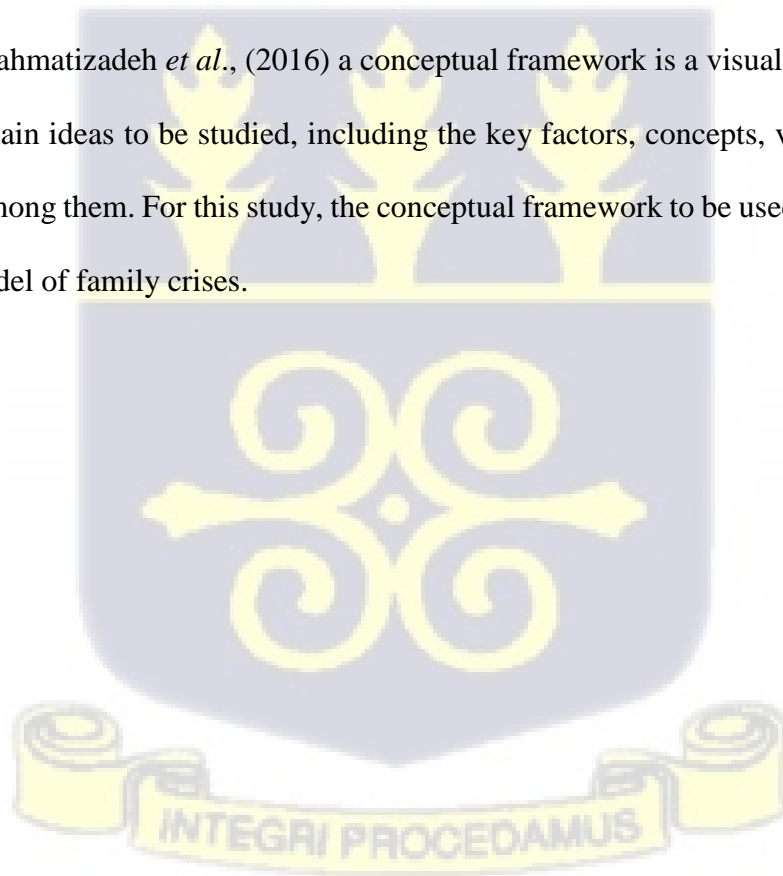 ahmatizadeh et al., (2016) a conceptual framework is a visual
ain ideas to be studied, including the key factors, concepts, v
nong them. For this study, the conceptual framework to be used
del of family crises.
INTEGRI PROCEDAMUS